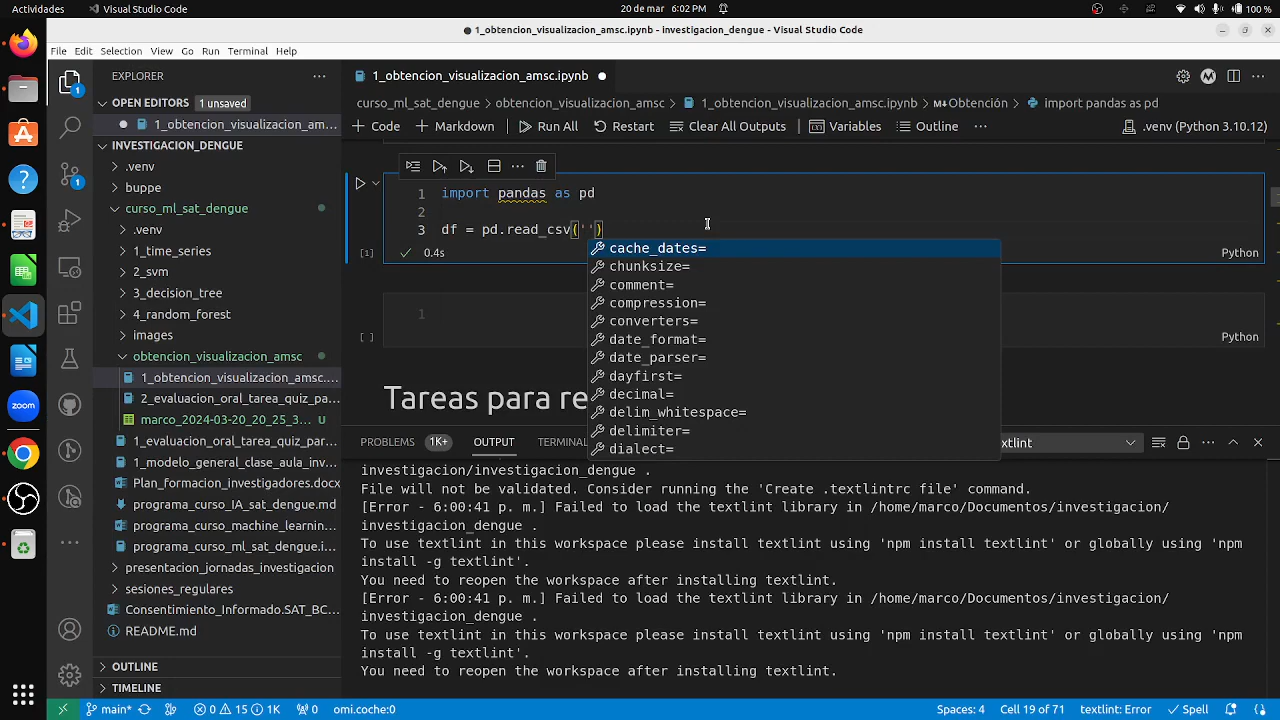 Actividades
Visual Studio Code
20 de mar 6:02 PM
100 %
1_obtencion_visualizacion_amsc.ipynb - investigacion_dengue - Visual Studio Code
File Edit Selection View Go Run Terminal Help
EXPLORER
OPEN EDITORS 1 unsaved
1_obtencion_visualizacion_am...
INVESTIGACION_DENGUE
.venv
buppe
curso_ml_sat_dengue
.venv
1_time_series
2_svm
3_decision_tree
4_random_forest
images
obtencion_visualizacion_amsc
1_obtencion_visualizacion_amsc....
2_evaluacion_oral_tarea_quiz_pa...
marco_2024-03-20_20_25_3... U
1_evaluacion_oral_tarea_quiz_par...
1_modelo_general_clase_aula_inv...
Plan_Formacion_investigadores.docx
programa_curso_IA_sat_dengue.md
programa_curso_machine_learnin...
programa_curso_ml_sat_dengue.i...
presentacion_jornadas_investigacion
sesiones_regulares
Consentimiento_Informado.SAT_BC...
README.md
OUTLINE
TIMELINE
1_obtencion_visualizacion_amsc.ipynb
curso_ml_sat_dengue > obtencion_visualizacion_amsc > 1_obtencion_visualizacion_amsc.ipynb > Obtención > import pandas as pd
+ Code + Markdown Run All Restart Clear All Outputs Variables Outline ... .venv (Python 3.10.12)
1 import pandas as pd
2
3 df = pd.read_csv('')
[1] 0.4s Python
cache_dates=
chunksize=
comment=
compression=
converters=
date_format=
date_parser=
dayfirst=
decimal=
delim_whitespace=
delimiter=
dialect=
1
[ ] Python
Tareas para re
PROBLEMS 1K+ OUTPUT TERMINAL xtlint
investigacion/investigacion_dengue .
File will not be validated. Consider running the 'Create .textlintrc file' command.
[Error - 6:00:41 p. m.] Failed to load the textlint library in /home/marco/Documentos/investigacion/
investigacion_dengue .
To use textlint in this workspace please install textlint using 'npm install textlint' or globally using 'npm
install -g textlint'.
You need to reopen the workspace after installing textlint.
[Error - 6:00:41 p. m.] Failed to load the textlint library in /home/marco/Documentos/investigacion/
investigacion_dengue .
To use textlint in this workspace please install textlint using 'npm install textlint' or globally using 'npm
install -g textlint'.
You need to reopen the workspace after installing textlint.
main* 0 15 1K 0 omi.coche:0 Spaces: 4 Cell 19 of 71 textlint: Error Spell